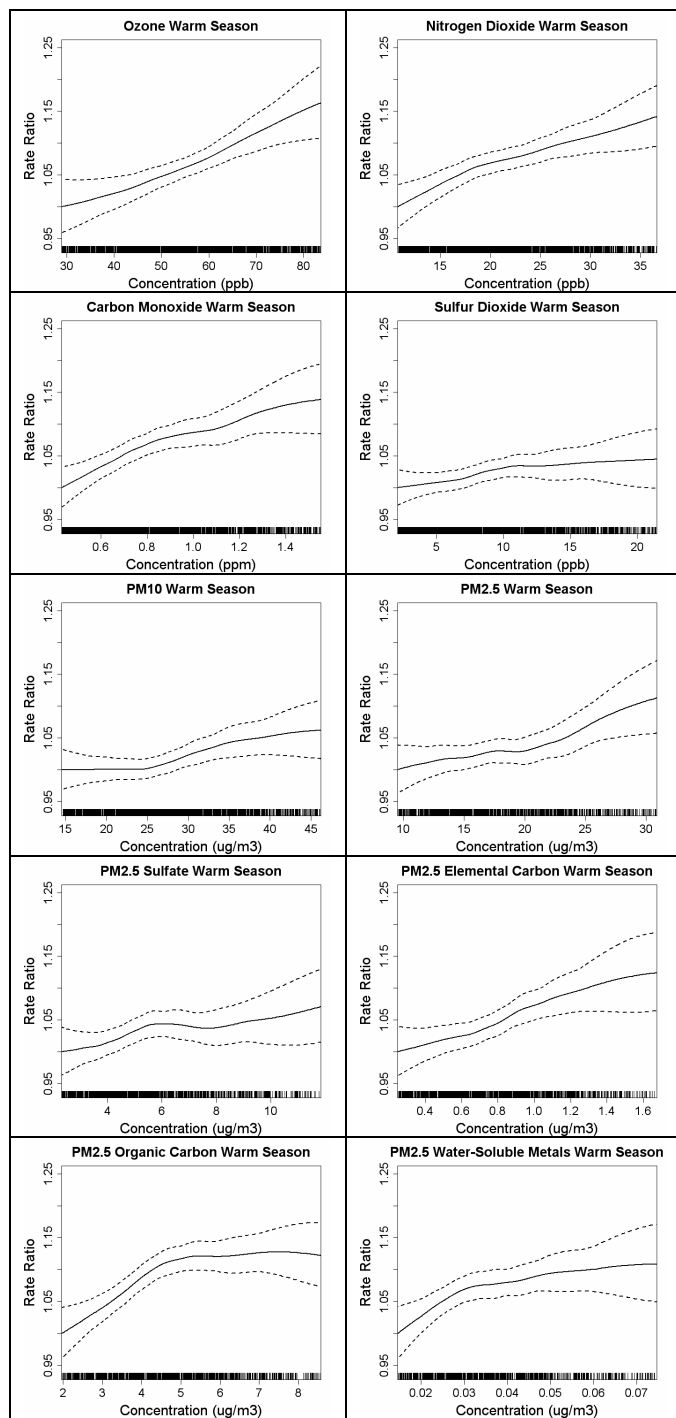 Ozone Warm Season
Rate Ratio
0.95 1.05 1.15 1.25
30 40 50 60 70 80
Concentration (ppb)
Nitrogen Dioxide Warm Season
Rate Ratio
0.95 1.05 1.15 1.25
15 20 25 30 35
Concentration (ppb)
Carbon Monoxide Warm Season
Rate Ratio
0.95 1.05 1.15 1.25
0.6 0.8 1.0 1.2 1.4
Concentration (ppm)
Sulfur Dioxide Warm Season
Rate Ratio
0.95 1.05 1.15 1.25
5 10 15 20
Concentration (ppb)
PM10 Warm Season
Rate Ratio
0.95 1.05 1.15 1.25
15 20 25 30 35 40 45
Concentration (ug/m3)
PM2.5 Warm Season
Rate Ratio
0.95 1.05 1.15 1.25
10 15 20 25 30
Concentration (ug/m3)
PM2.5 Sulfate Warm Season
Rate Ratio
0.95 1.05 1.15 1.25
4 6 8 10
Concentration (ug/m3)
PM2.5 Elemental Carbon Warm Season
Rate Ratio
0.95 1.05 1.15 1.25
0.4 0.6 0.8 1.0 1.2 1.4 1.6
Concentration (ug/m3)
PM2.5 Organic Carbon Warm Season
Rate Ratio
0.95 1.05 1.15 1.25
2 3 4 5 6 7 8
Concentration (ug/m3)
PM2.5 Water-Soluble Metals Warm Season
Rate Ratio
0.95 1.05 1.15 1.25
0.02 0.03 0.04 0.05 0.06 0.07
Concentration (ug/m3)